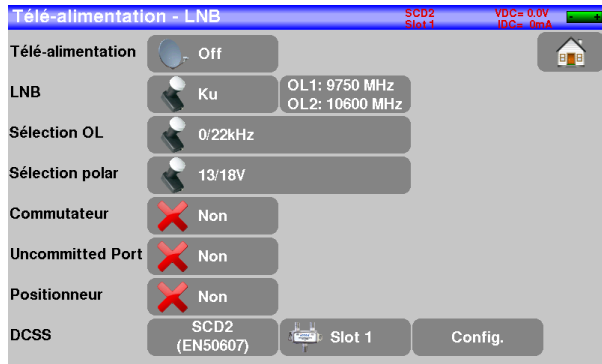 Télé-alimentation - LNB
SCD2
Slot 1
VDC= 0.0V
IDC= 0mA
- +
Télé-alimentation
Off
LNB
Ku
OL1: 9750 MHz
OL2: 10600 MHz
Sélection OL
0/22kHz
Sélection polar
13/18V
Commutateur
Non
Uncommitted Port
Non
Positionneur
Non
DCSS
SCD2
(EN50607)
Slot 1
Config.